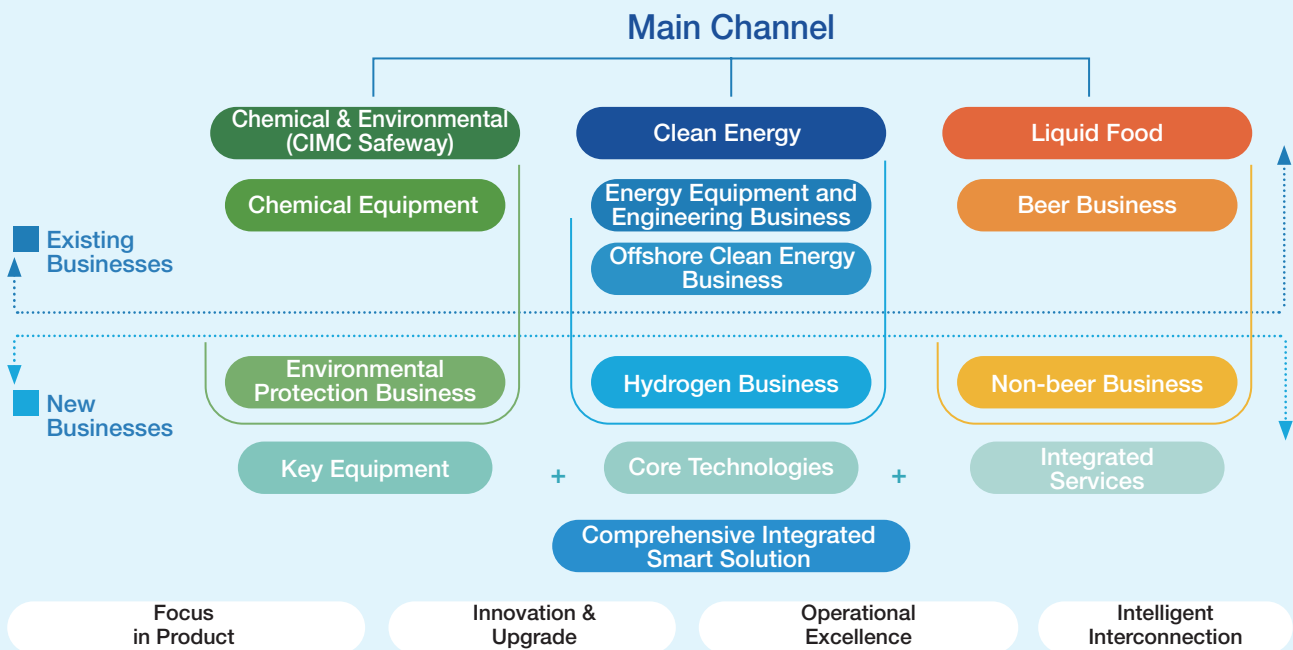 Main Channel
Chemical & Environmental
(CIMC Safeway)
Clean Energy
Liquid Food
Chemical Equipment
Energy Equipment and
Engineering Business
Beer Business
Existing
Businesses
Offshore Clean Energy
Business
Environmental
Protection Business
Hydrogen Business
Non-beer Business
New
Businesses
Key Equipment
+
Core Technologies
+
Integrated
Services
Comprehensive Integrated
Smart Solution
Focus
in Product
Innovation &
Upgrade
Operational
Excellence
Intelligent
Interconnection